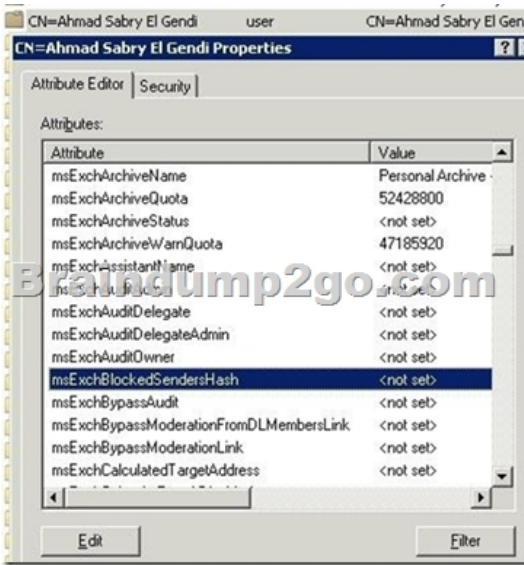 CN=Ahmad Sabry El Gendi user CN=Ahmad Sabry El Gen
CN=Ahmad Sabry El Gendi Properties ?
Attribute Editor Security
Attributes:
Attribute Value
msExchArchiveName Personal Archive -
msExchArchiveQuota 52428800
msExchArchiveStatus <not set>
msExchArchiveWarnQuota 47185920
msExchAssistantName <not set>
Braindump2go.com
msExchAuditDelegate <not set>
msExchAuditDelegateAdmin <not set>
msExchAuditOwner <not set>
msExchBlockedSendersHash <not set>
msExchBypassAudit <not set>
msExchBypassModerationFromDLMembersLink <not set>
msExchBypassModerationLink <not set>
msExchCalculatedTargetAddress <not set>
Edit Filter